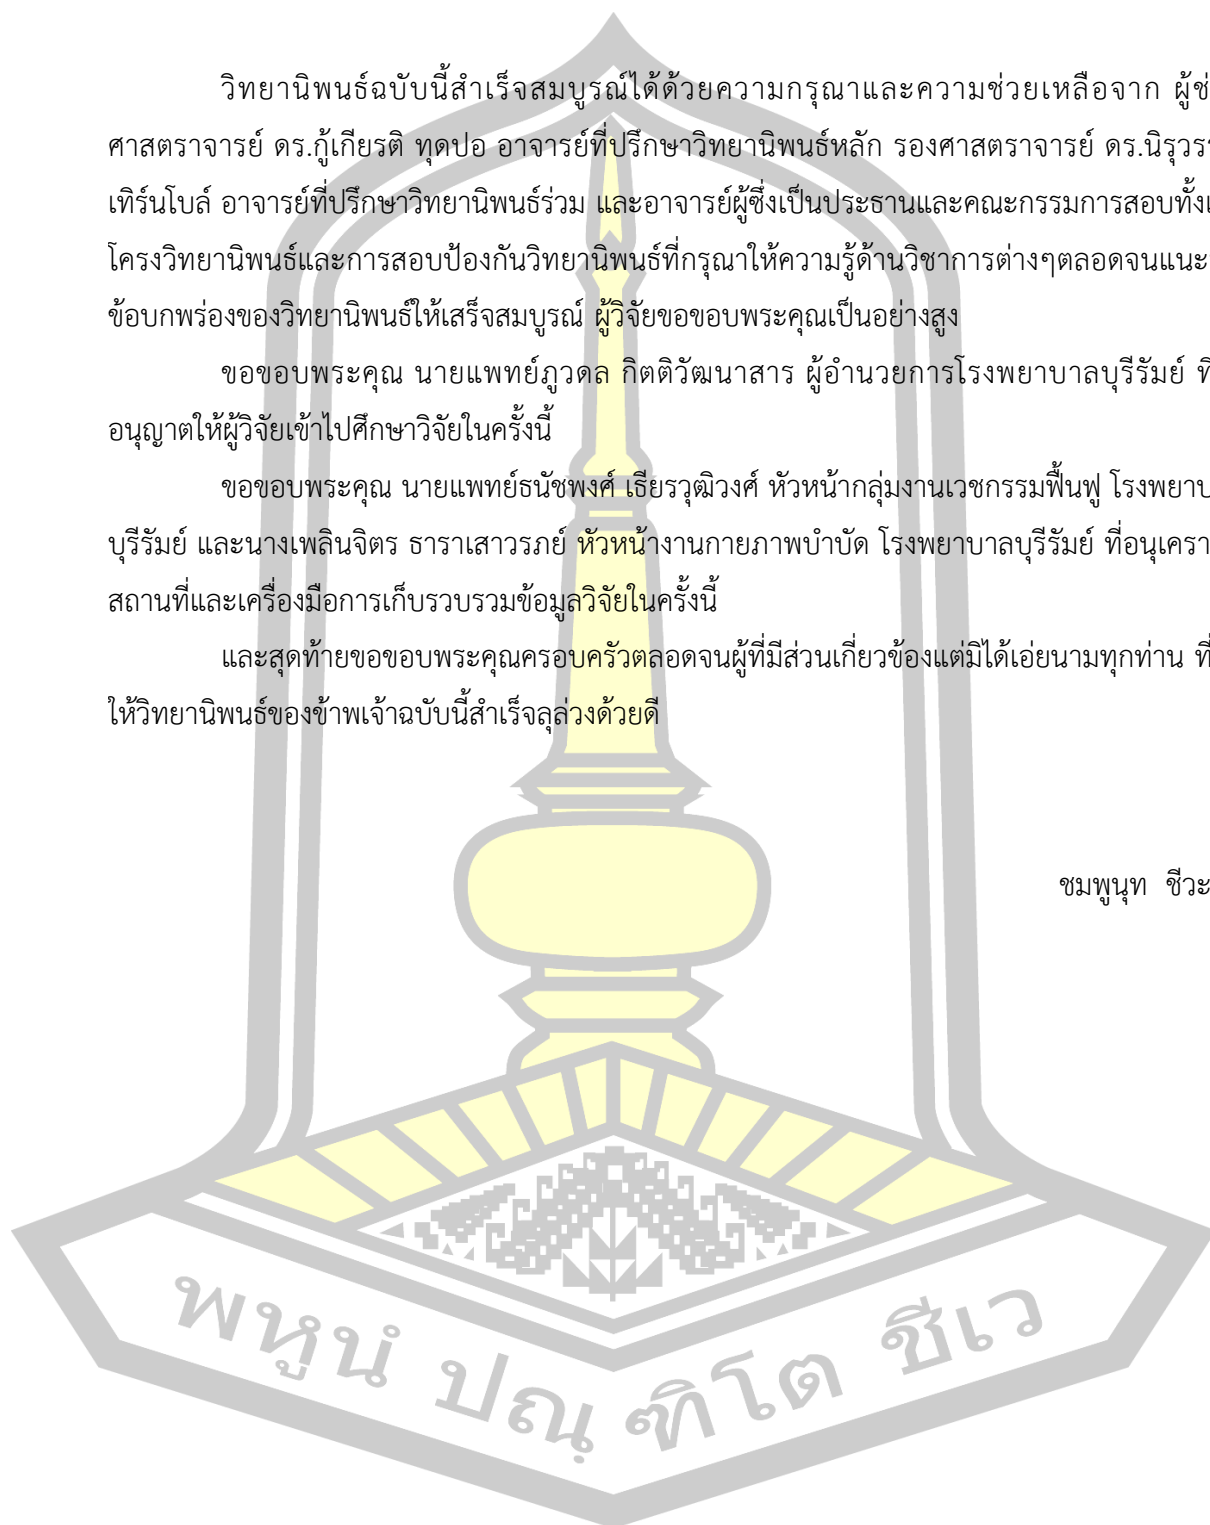 วิทยานิพนธ์ฉบับนี้สำเร็จสมบูรณ์ได้ด้วยความกรุณาและความช่วยเหลือจาก ผู้ช่
ศาสตราจารย์ ดร.กู้เกียรติ ทุดปอ อาจารย์ที่ปรึกษาวิทยานิพนธ์หลัก รองศาสตราจารย์ ดร.นิรุวร
เทิร์นโบล์ อาจารย์ที่ปรึกษาวิทยานิพนธ์ร่วม และอาจารย์ผู้ซึ่งเป็นประธานและคณะกรรมการสอบทั้ง
โครงวิทยานิพนธ์และการสอบป้องกันวิทยานิพนธ์ที่กรุณาให้ความรู้ด้านวิชาการต่างๆตลอดจนแนะ
ข้อบกพร่องของวิทยานิพนธ์ให้เสร็จสมบูรณ์ ผู้วิจัยขอขอบพระคุณเป็นอย่างสูง
ขอขอบพระคุณ นายแพทย์ภูวดล กิตติวัฒนาสาร ผู้อำนวยการโรงพยาบาลบุรีรัมย์ ที่
อนุญาตให้ผู้วิจัยเข้าไปศึกษาวิจัยในครั้งนี้
ขอขอบพระคุณ นายแพทย์ธนัชพงศ์ เธียรวุฒิวงศ์ หัวหน้ากลุ่มงานเวชกรรมฟื้นฟู โรงพยาบ
บุรีรัมย์ และนางเพลินจิตร ธาราเสาวรภย์ หัวหน้างานกายภาพบำบัด โรงพยาบาลบุรีรัมย์ ที่อนุเครา
สถานที่และเครื่องมือการเก็บรวบรวมข้อมูลวิจัยในครั้งนี้
และสุดท้ายขอขอบพระคุณครอบครัวตลอดจนผู้ที่มีส่วนเกี่ยวข้องแต่มิได้เอ่ยนามทุกท่าน ที่
ให้วิทยานิพนธ์ของข้าพเจ้าฉบับนี้สำเร็จลุล่วงด้วยดี
ชมพูนุท ชีวะ
พหูนํ ปณฺฑิโต ชีเว